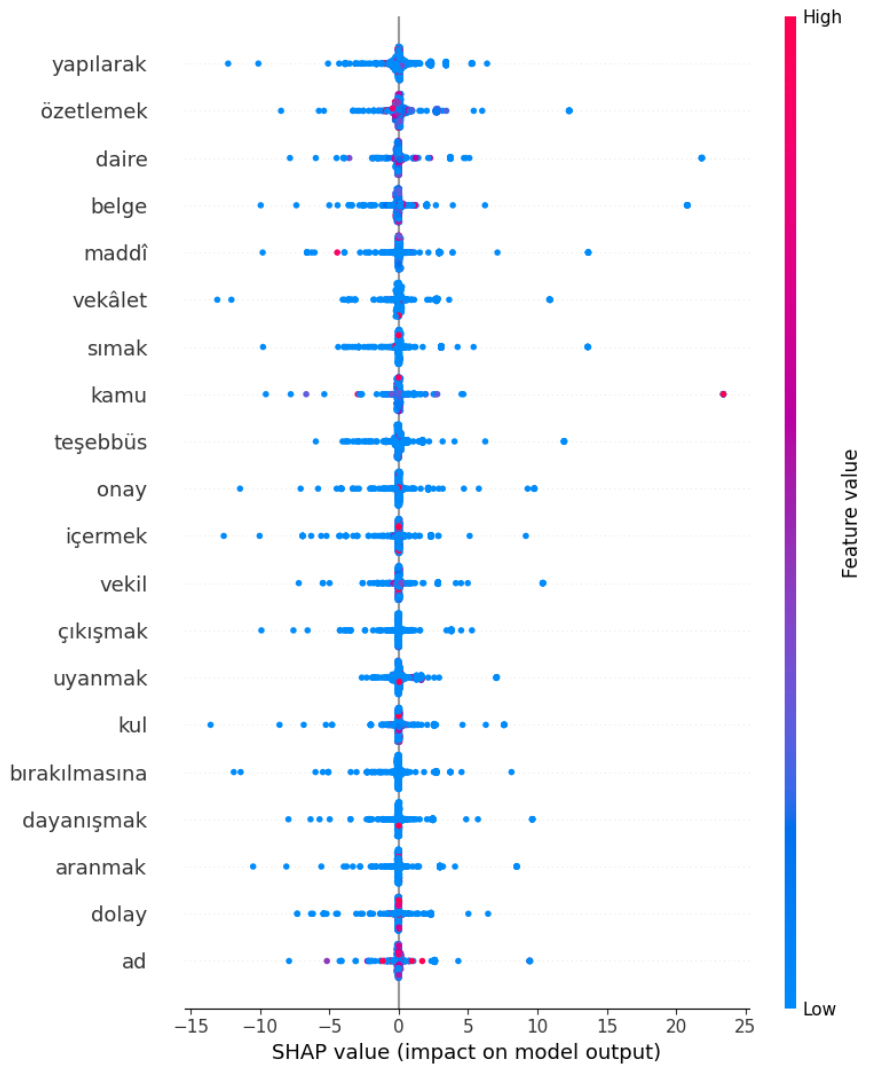 High
yapılarak
özetlemek
daire
belge
maddî
vekâlet
sımak
kamu
teşebbüs
onay
içermek
vekil
çıkışmak
uyanmak
kul
bırakılmasına
dayanışmak
aranmak
dolay
ad
Feature value
Low
−15 −10 −5 0 5 10 15 20 25
SHAP value (impact on model output)